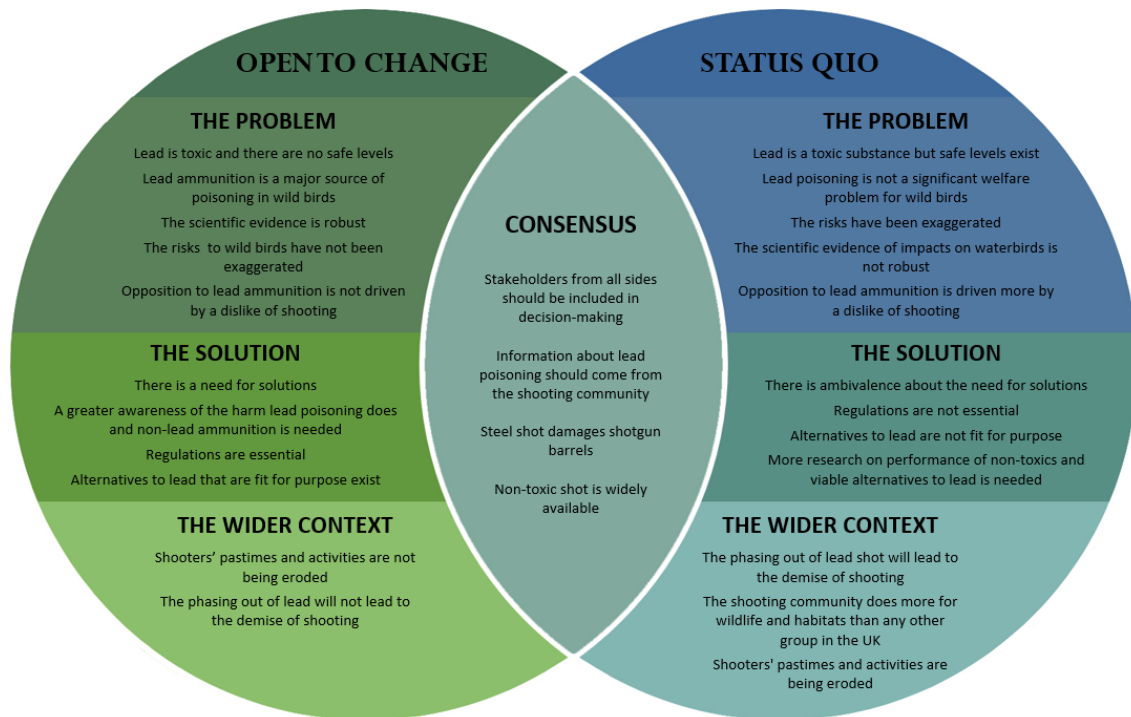 OPEN TO CHANGE
THE PROBLEM
Lead is toxic and there are no safe levels
Lead ammunition is a major source of
poisoning in wild birds
The scientific evidence is robust
The risks to wild birds have not been
exaggerated
Opposition to lead ammunition is not driven
by a dislike of shooting
THE SOLUTION
There is a need for solutions
A greater awareness of the harm lead poisoning does
and non-lead ammunition is needed
Regulations are essential
Alternatives to lead that are fit for purpose exist
THE WIDER CONTEXT
Shooters’ pastimes and activities are not
being eroded
The phasing out of lead will not lead to
the demise of shooting
CONSENSUS
Stakeholders from all sides
should be included in
decision-making
Information about lead
poisoning should come from
the shooting community
Steel shot damages shotgun
barrels
Non-toxic shot is widely
available
STATUS QUO
THE PROBLEM
Lead is a toxic substance but safe levels exist
Lead poisoning is not a significant welfare
problem for wild birds
The risks have been exaggerated
The scientific evidence of impacts on waterbirds is
not robust
Opposition to lead ammunition is driven more by
a dislike of shooting
THE SOLUTION
There is ambivalence about the need for solutions
Regulations are not essential
Alternatives to lead are not fit for purpose
More research on performance of non-toxics and
viable alternatives to lead is needed
THE WIDER CONTEXT
The phasing out of lead shot will lead to
the demise of shooting
The shooting community does more for
wildlife and habitats than any other
group in the UK
Shooters' pastimes and activities are
being eroded